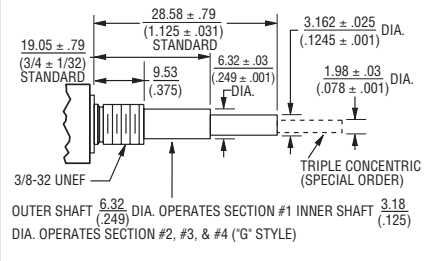 28.58 ± .79
(1.125 ± .031)
STANDARD
3.162 ± .025
(.1245 ± .001) DIA.
19.05 ± .79
(3/4 ± 1/32)
STANDARD
6.32 ± .03
(.249 ± .001)
DIA.
9.53
(.375)
1.98 ± .03
(.078 ± .001) DIA.
3/8-32 UNEF
TRIPLE CONCENTRIC
(SPECIAL ORDER)
OUTER SHAFT 6.32 (.249) DIA. OPERATES SECTION #1 INNER SHAFT 3.18 (.125)
DIA. OPERATES SECTION #2, #3, & #4 ("G" STYLE)